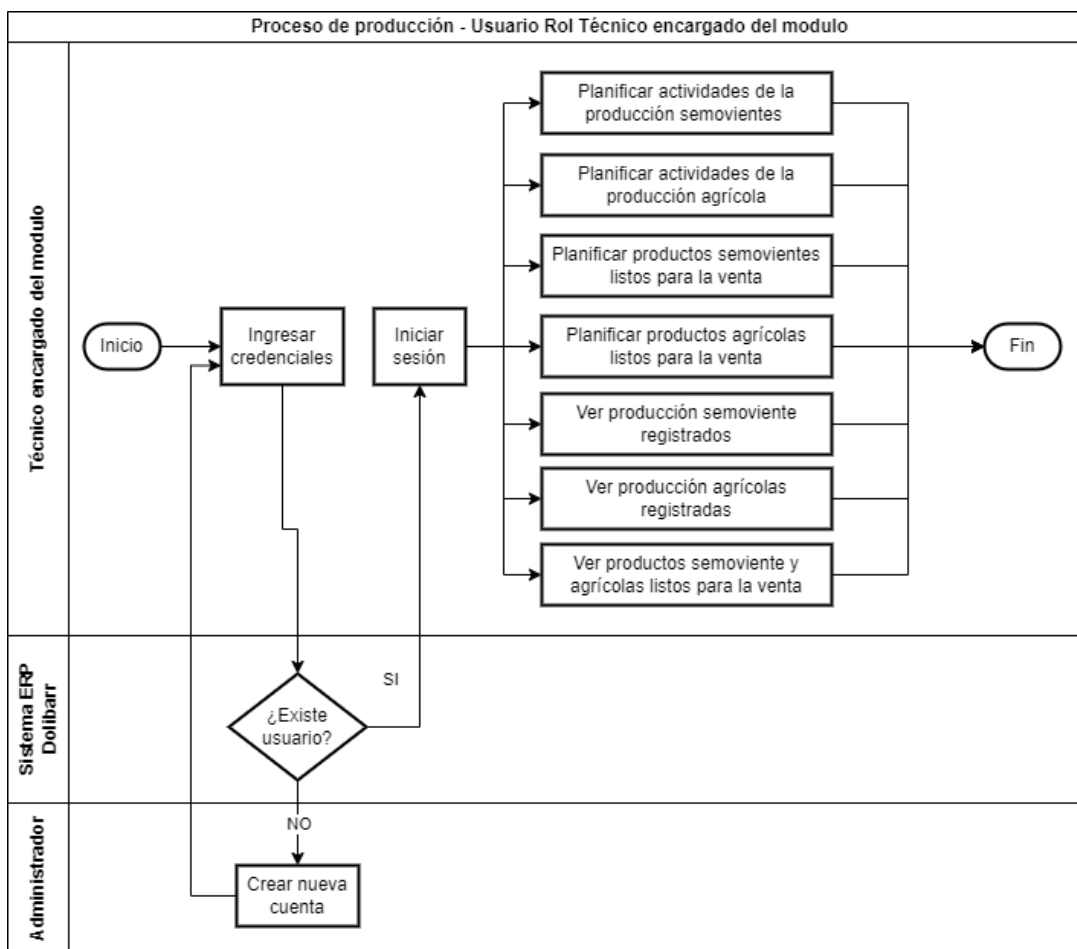 Proceso de producción - Usuario Rol Técnico encargado del modulo
Técnico encargado del modulo
Inicio
Ingresar
credenciales
Iniciar
sesión
Planificar actividades de la
producción semovientes
Planificar actividades de la
producción agrícola
Planificar productos semovientes
listos para la venta
Planificar productos agrícolas
listos para la venta
Ver producción semoviente
registrados
Ver producción agrícolas
registradas
Ver productos semoviente y
agrícolas listos para la venta
Fin
Sistema ERP
Dolibarr
¿Existe
usuario?
SI
NO
Administrador
Crear nueva
cuenta